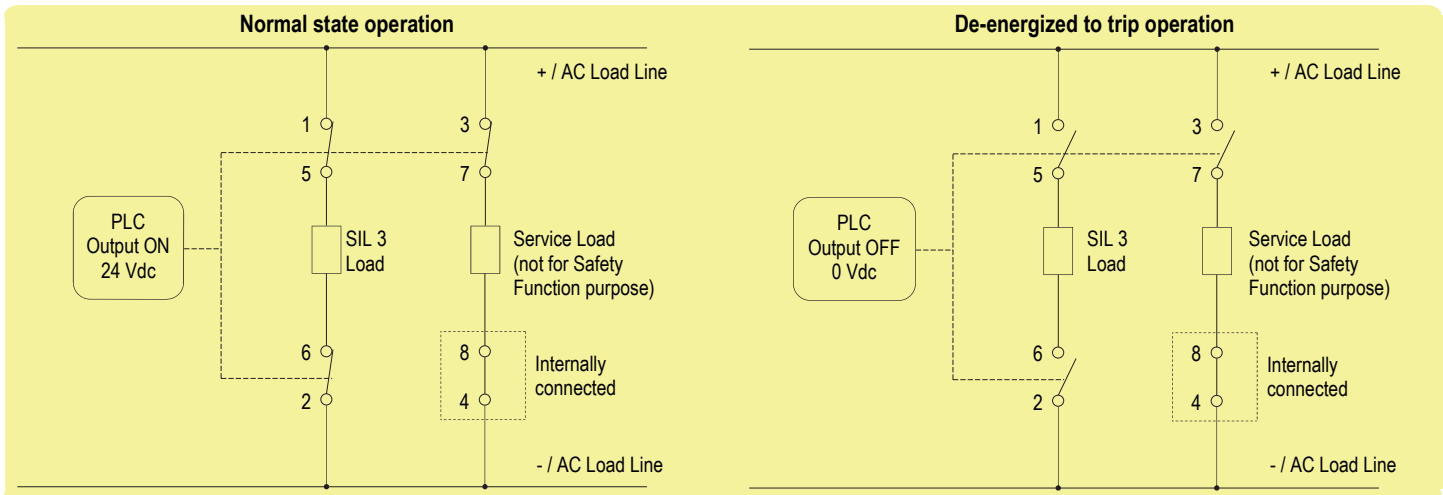 Normal state operation
+ / AC Load Line
1
3
5
7
PLC
Output ON
24 Vdc
SIL 3
Load
Service Load
(not for Safety
Function purpose)
6
8
Internally
connected
2
4
- / AC Load Line
De-energized to trip operation
+ / AC Load Line
1
3
5
7
PLC
Output OFF
0 Vdc
SIL 3
Load
Service Load
(not for Safety
Function purpose)
6
8
Internally
connected
2
4
- / AC Load Line